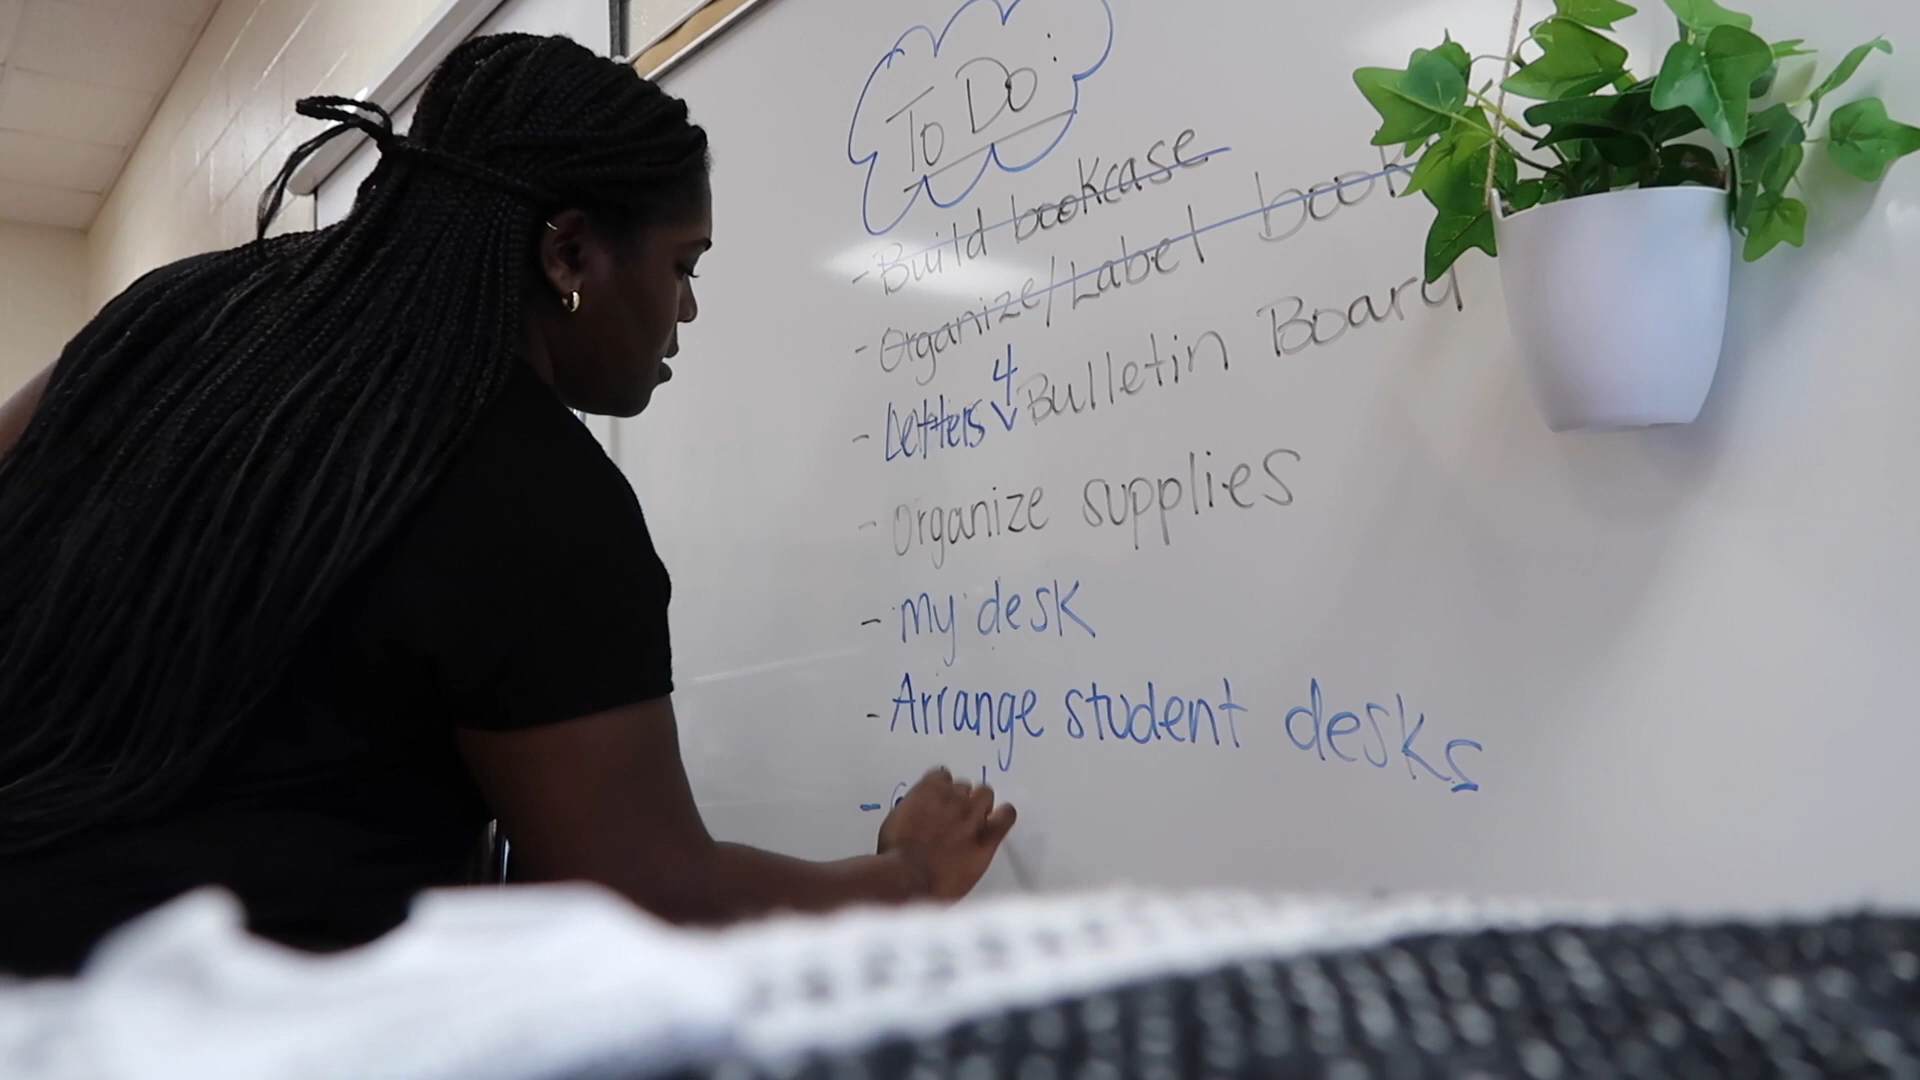 To Do:
- Build bookcase
- Organize/Label book
- Letters 4 Bulletin Board
- organize supplies
- my desk
- Arrange student desks
-